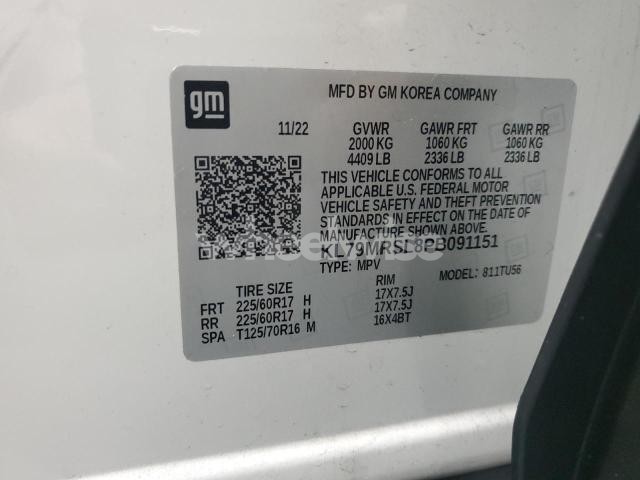 gm
MFD BY GM KOREA COMPANY
11/22 GVWR GAWR FRT GAWR RR
2000 KG 1060 KG 1060 KG
4409 LB 2336 LB 2336 LB
THIS VEHICLE CONFORMS TO ALL
APPLICABLE U.S. FEDERAL MOTOR
VEHICLE SAFETY AND THEFT PREVENTION
STANDARDS IN EFFECT ON THE DATE OF
MANUFACTURE SHOWN ABOVE.
KL79MRSL8PB091151
TYPE: MPV MODEL: 811TU56
TIRE SIZE RIM
FRT 225/60R17 H 17X7.5J
RR 225/60R17 H 17X7.5J
SPA T125/70R16 M 16X4BT